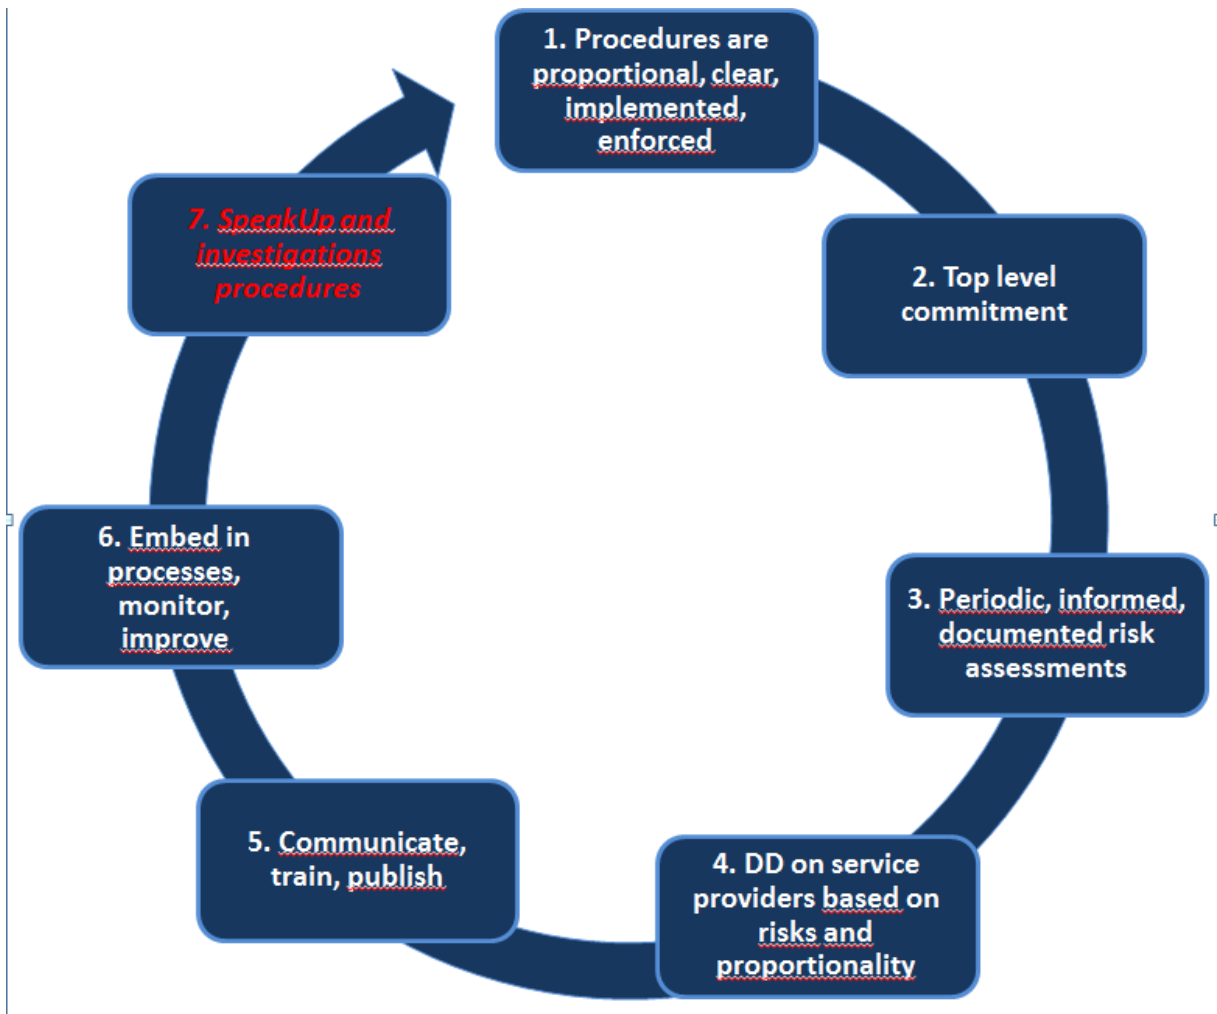 1. Procedures are
proportional, clear,
implemented,
enforced
2. Top level
commitment
3. Periodic, informed,
documented risk
assessments
4. DD on service
providers based on
risks and
proportionality
5. Communicate,
train, publish
6. Embed in
processes,
monitor,
improve
7. SpeakUp and
investigations
procedures